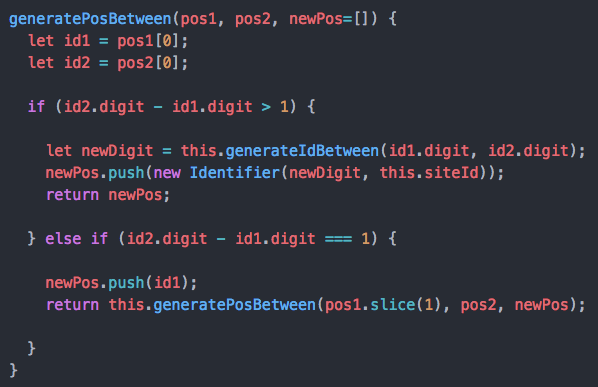 generatePosBetween(pos1, pos2, newPos=[]) {
  let id1 = pos1[0];
  let id2 = pos2[0];

  if (id2.digit - id1.digit > 1) {

    let newDigit = this.generateIdBetween(id1.digit, id2.digit);
    newPos.push(new Identifier(newDigit, this.siteId));
    return newPos;

  } else if (id2.digit - id1.digit === 1) {

    newPos.push(id1);
    return this.generatePosBetween(pos1.slice(1), pos2, newPos);

  }
}